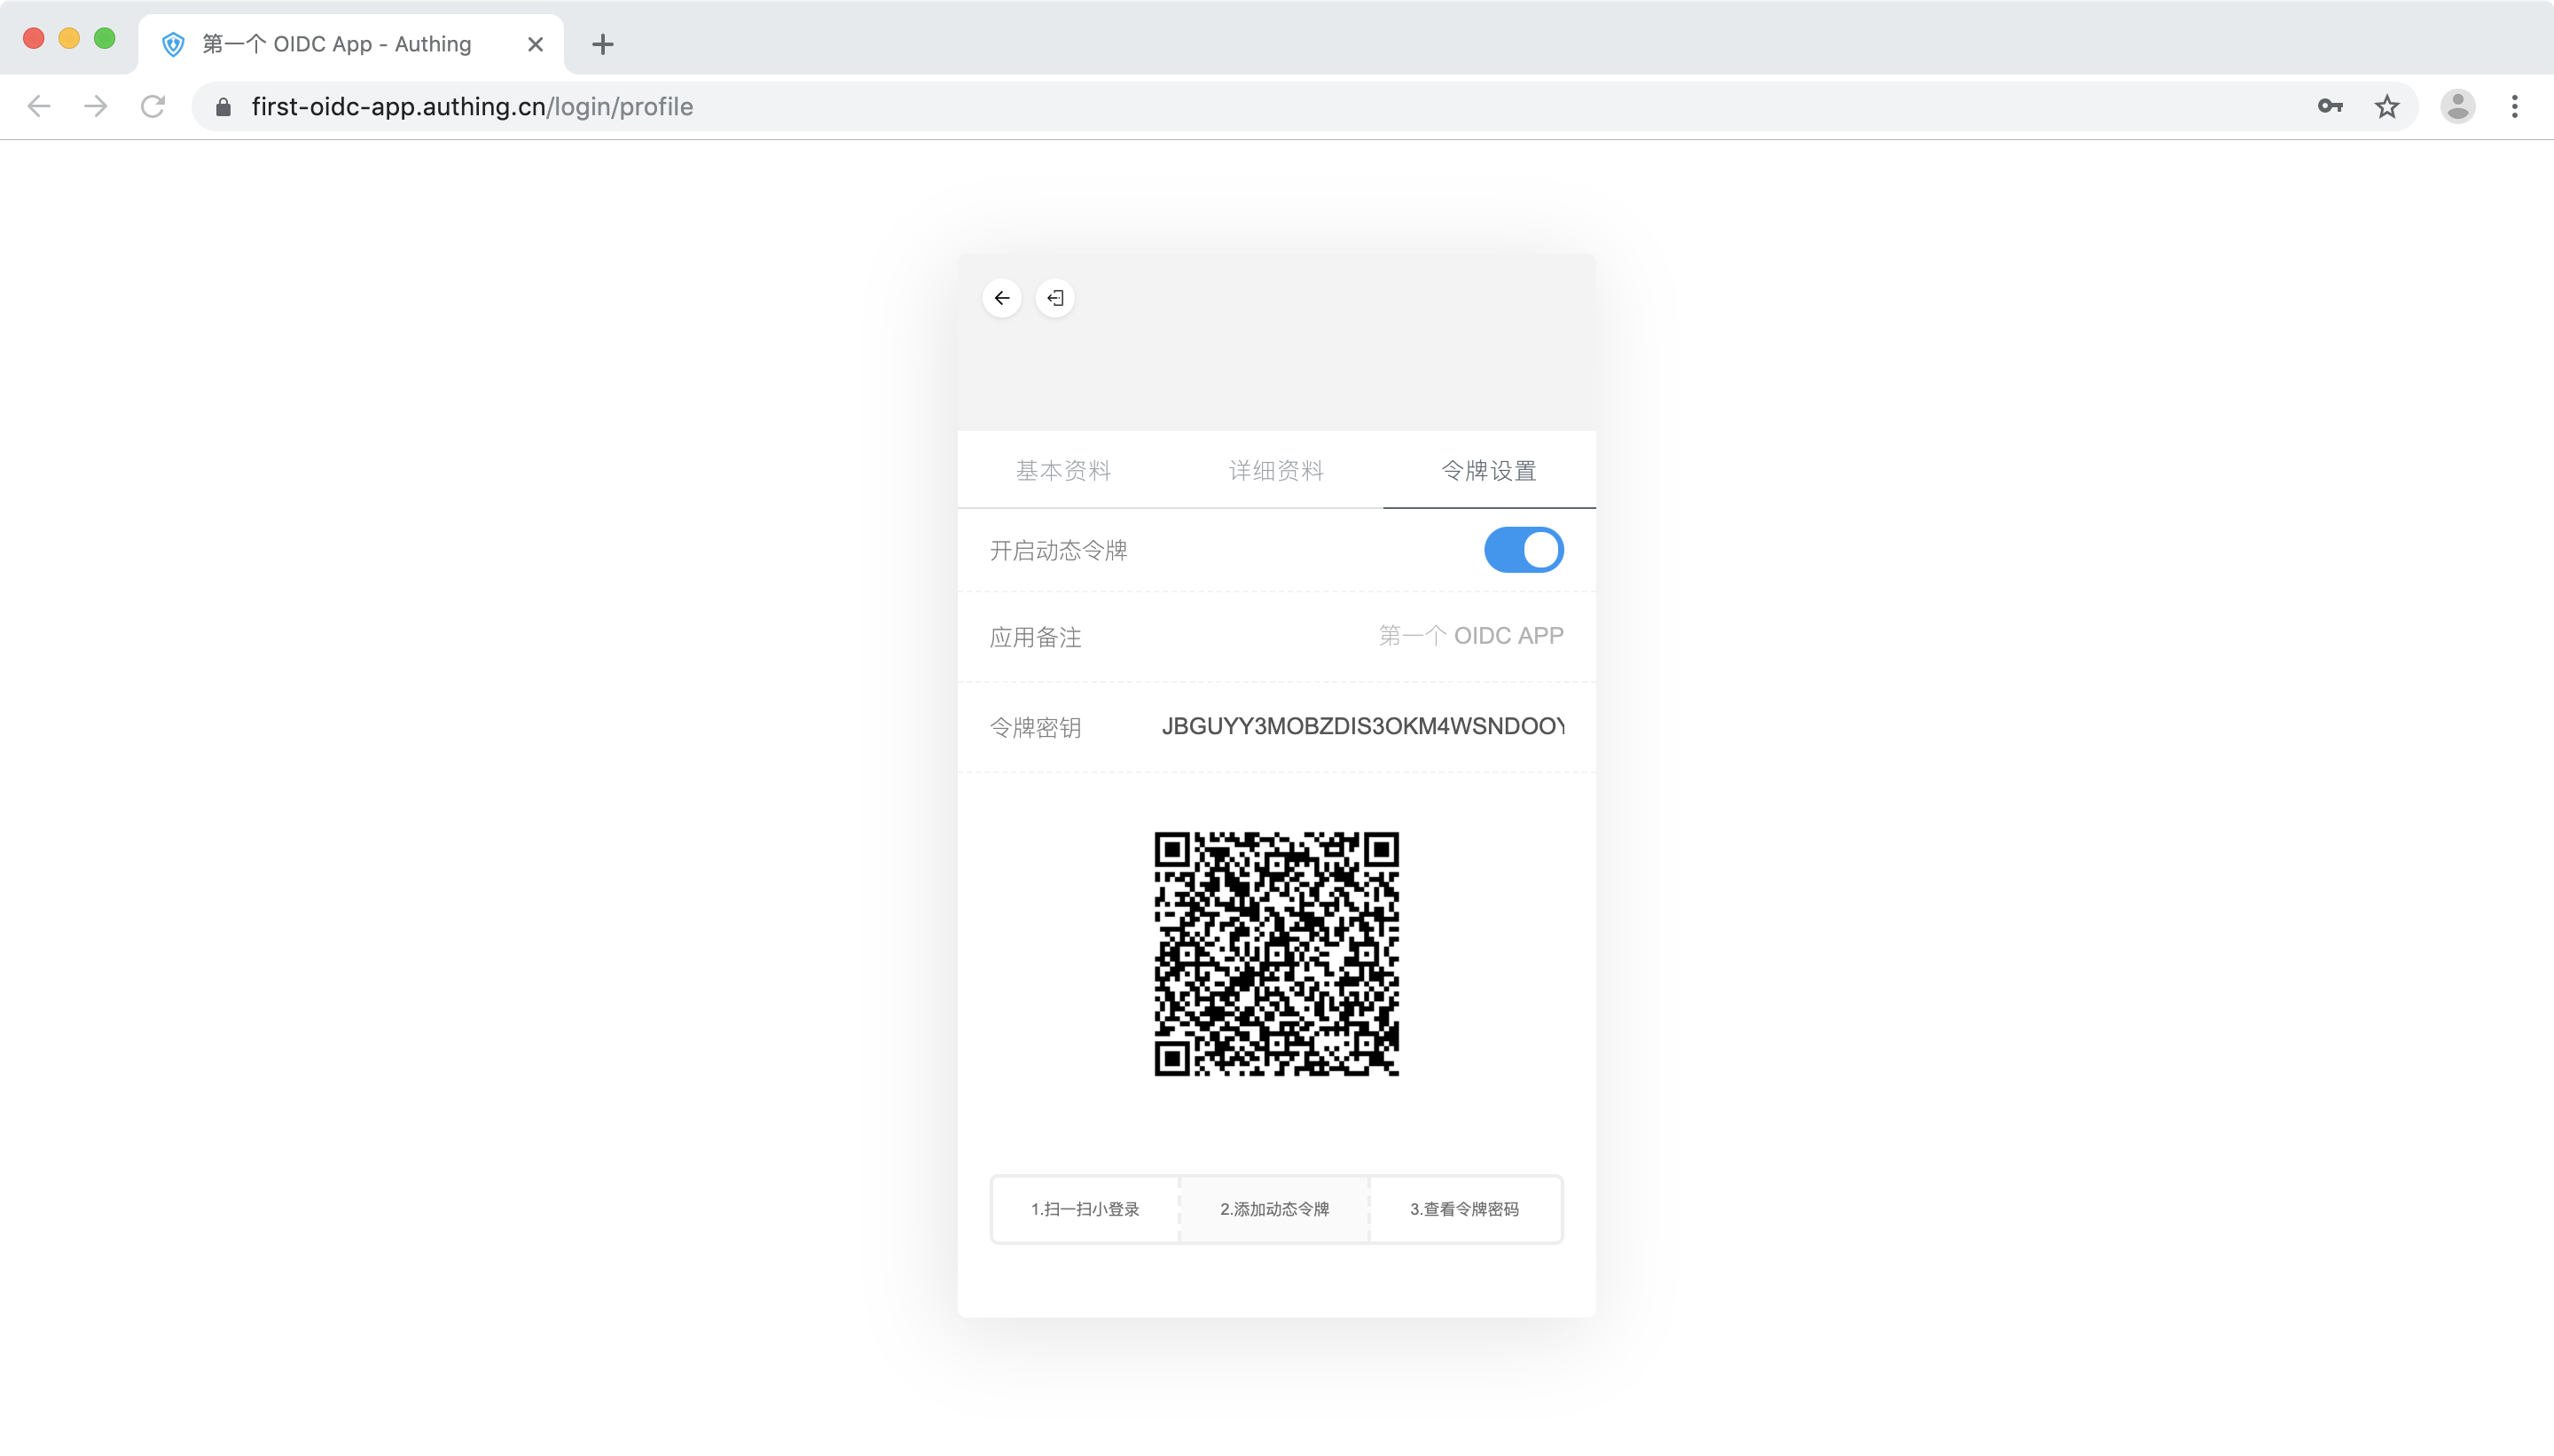 第一个 OIDC App - Authing
first-oidc-app.authing.cn/login/profile
基本资料 详细资料 令牌设置
开启动态令牌
应用备注 第一个 OIDC APP
令牌密钥 JBGUYY3MOBZDIS3OKM4WSNDOOY
1.扫一扫小登录 2.添加动态令牌 3.查看令牌密码